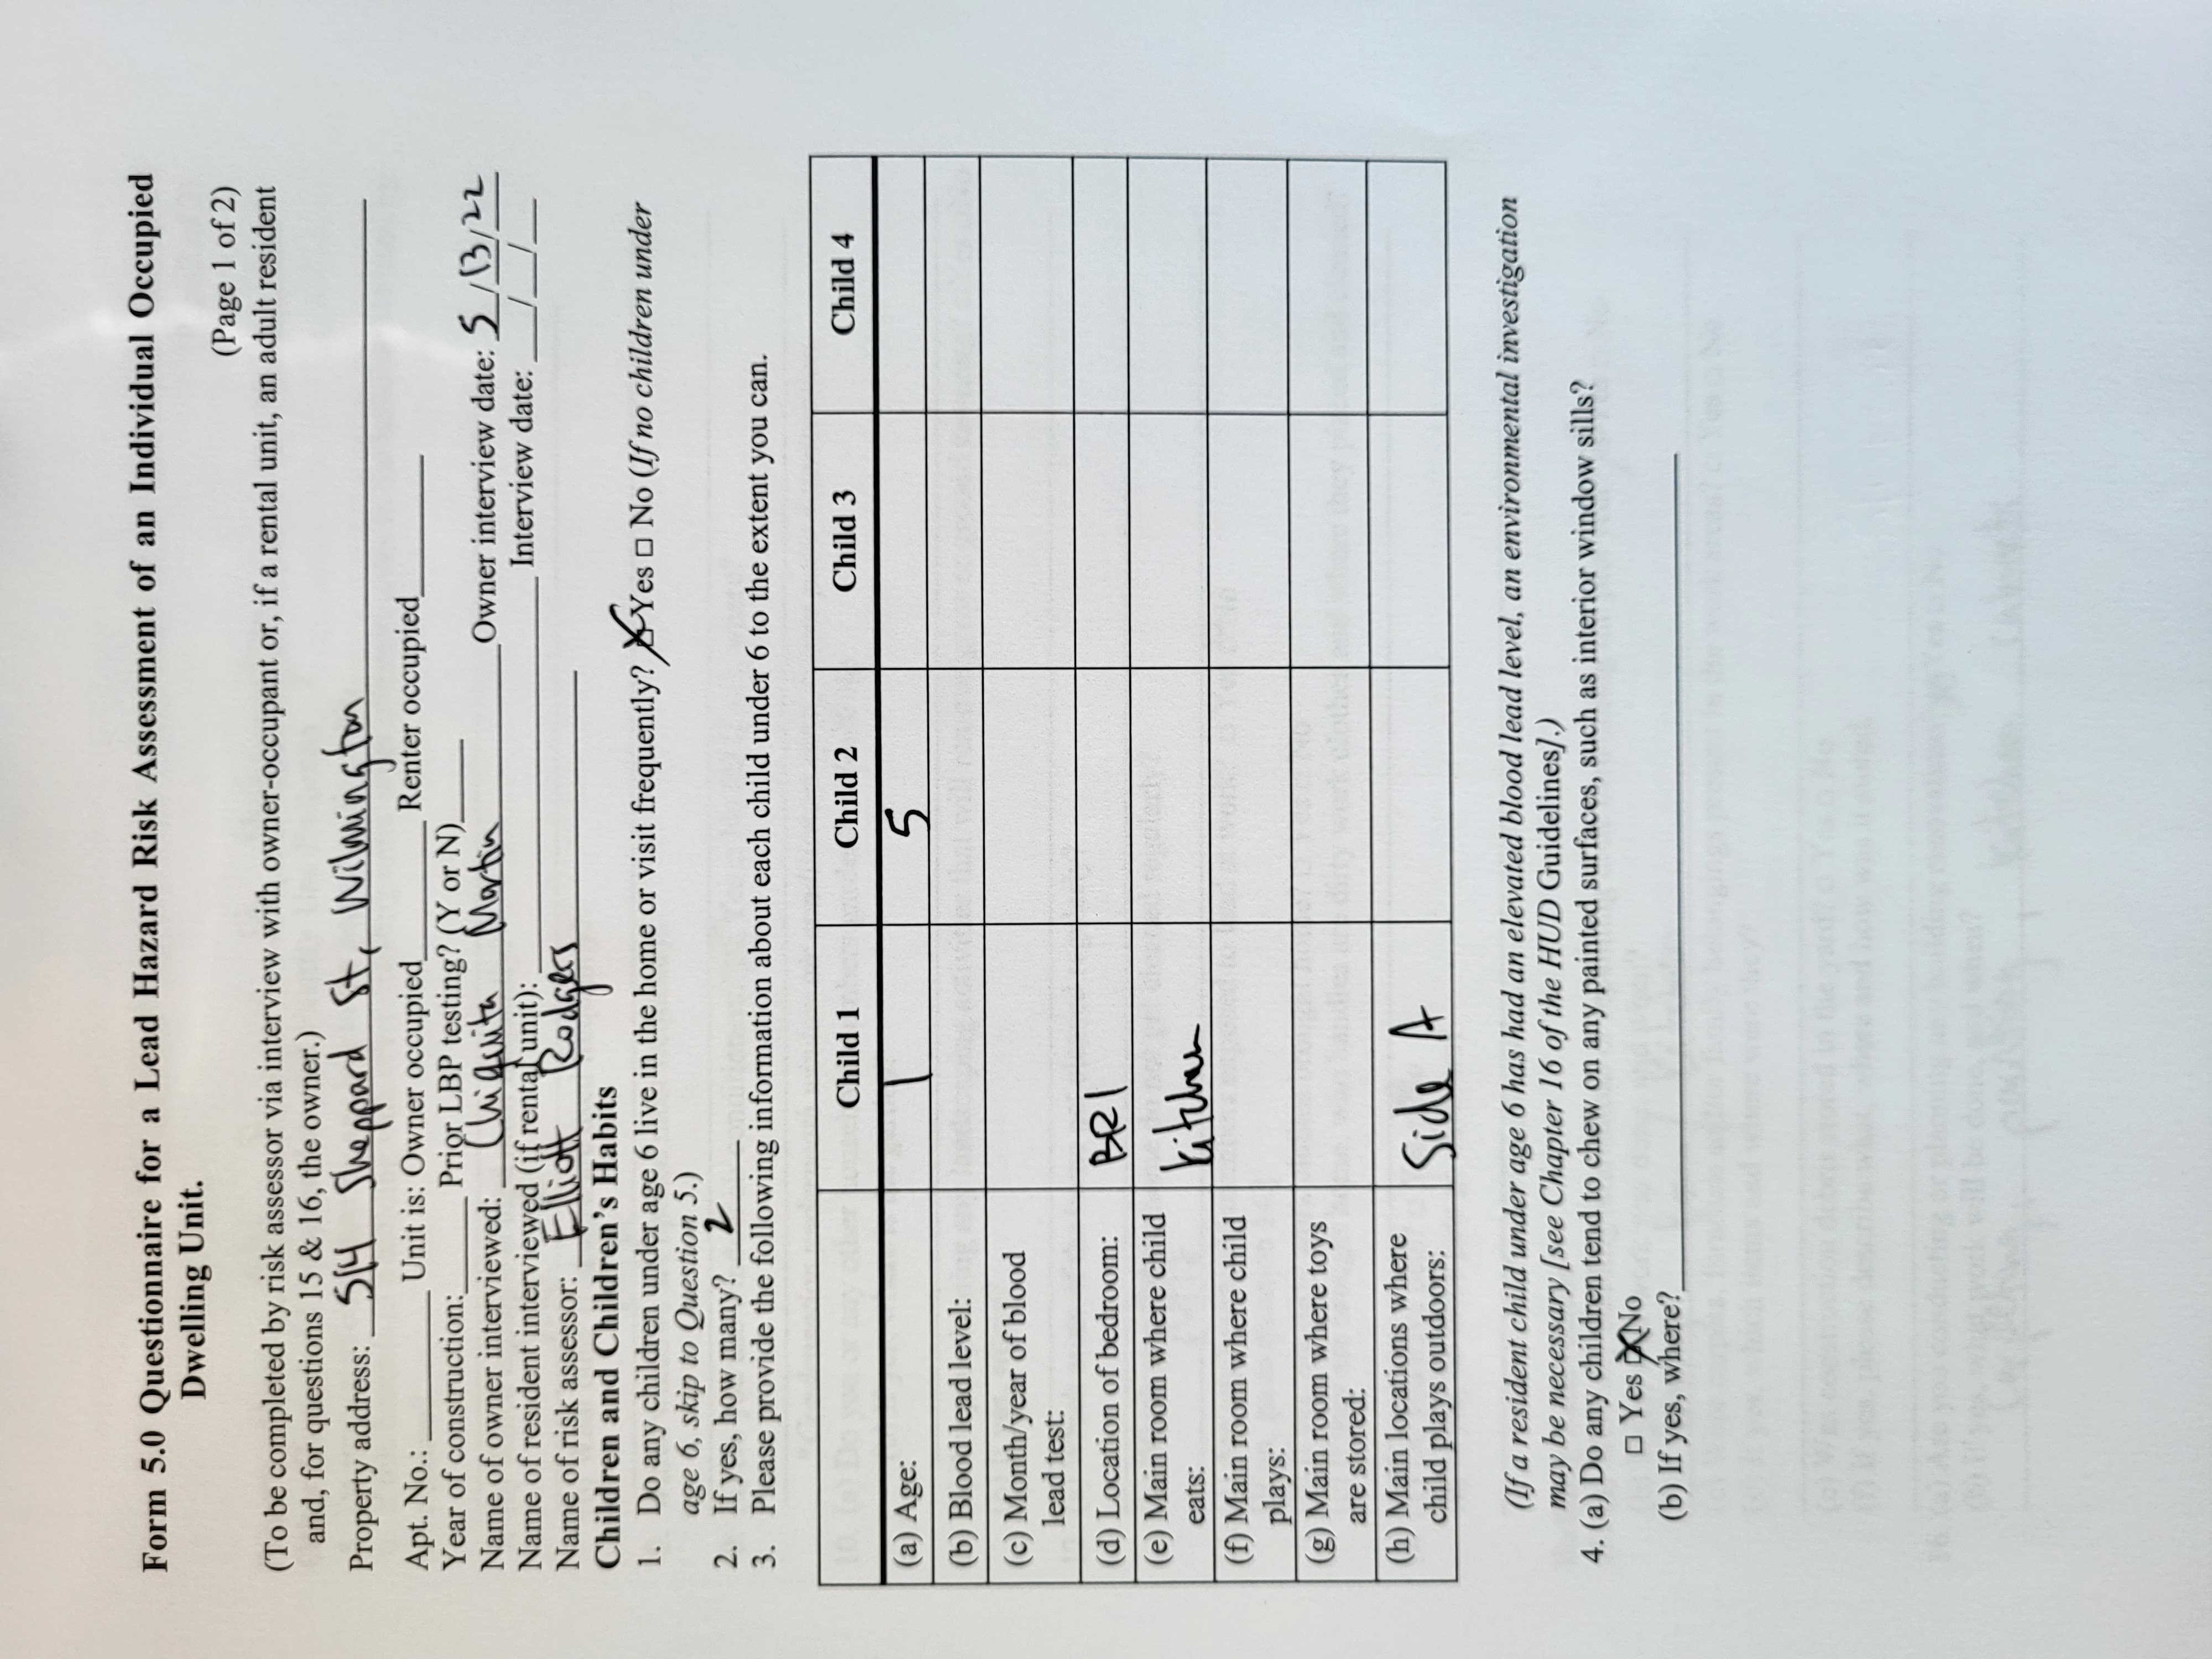 Form 5.0 Questionnaire for a Lead Hazard Risk Assessment of an Individual Occupied
Dwelling Unit.
(Page 1 of 2)
(To be completed by risk assessor via interview with owner-occupant or, if a rental unit, an adult resident
and, for questions 15 & 16, the owner.)
Property address: 514 Sheppard St, Wilmington
Apt. No.: ______ Unit is: Owner occupied______ Renter occupied______
Year of construction:______ Prior LBP testing? (Y or N)____
Name of owner interviewed: Chiquita Martin Owner interview date: 5/13/22
Name of resident interviewed (if rental unit): ______ Interview date: __/__/__
Name of risk assessor: Elliott Rodgers
Children and Children's Habits
1. Do any children under age 6 live in the home or visit frequently? ☒ Yes □ No (If no children under
age 6, skip to Question 5.)
2. If yes, how many? 2
3. Please provide the following information about each child under 6 to the extent you can.
Child 1 Child 2 Child 3 Child 4
(a) Age: 1 5
(b) Blood lead level:
(c) Month/year of blood
lead test:
(d) Location of bedroom: BR1
(e) Main room where child
eats: Kitchen
(f) Main room where child
plays:
(g) Main room where toys
are stored:
(h) Main locations where
child plays outdoors: Side A
(If a resident child under age 6 has had an elevated blood lead level, an environmental investigation
may be necessary [see Chapter 16 of the HUD Guidelines].)
4. (a) Do any children tend to chew on any painted surfaces, such as interior window sills?
□ Yes ☒ No
(b) If yes, where?______